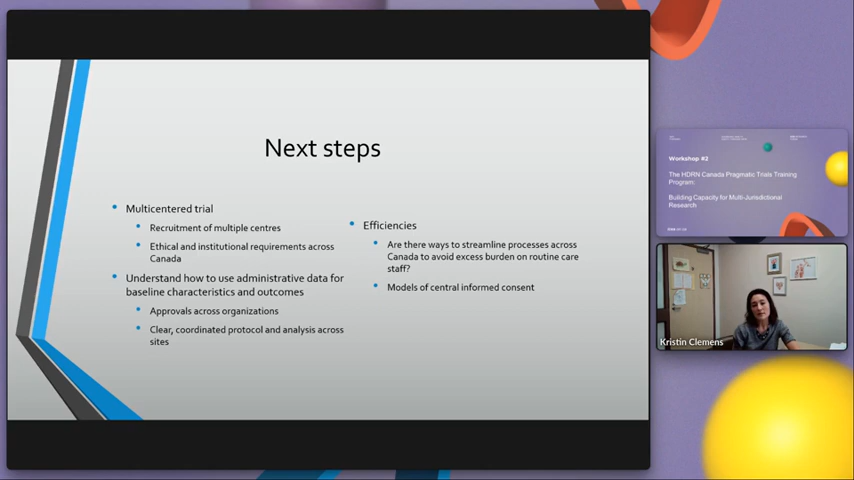 Next steps
Multicentered trial
Recruitment of multiple centres
Ethical and institutional requirements across
Canada
Understand how to use administrative data for
baseline characteristics and outcomes
Approvals across organizations
Clear, coordinated protocol and analysis across
sites
Efficiencies
Are there ways to streamline processes across
Canada to avoid excess burden on routine care
staff?
Models of central informed consent
Workshop #2
The HDRN Canada Pragmatic Trials Training
Program:
Building Capacity for Multi-Jurisdictional
Research
Kristin Clemens